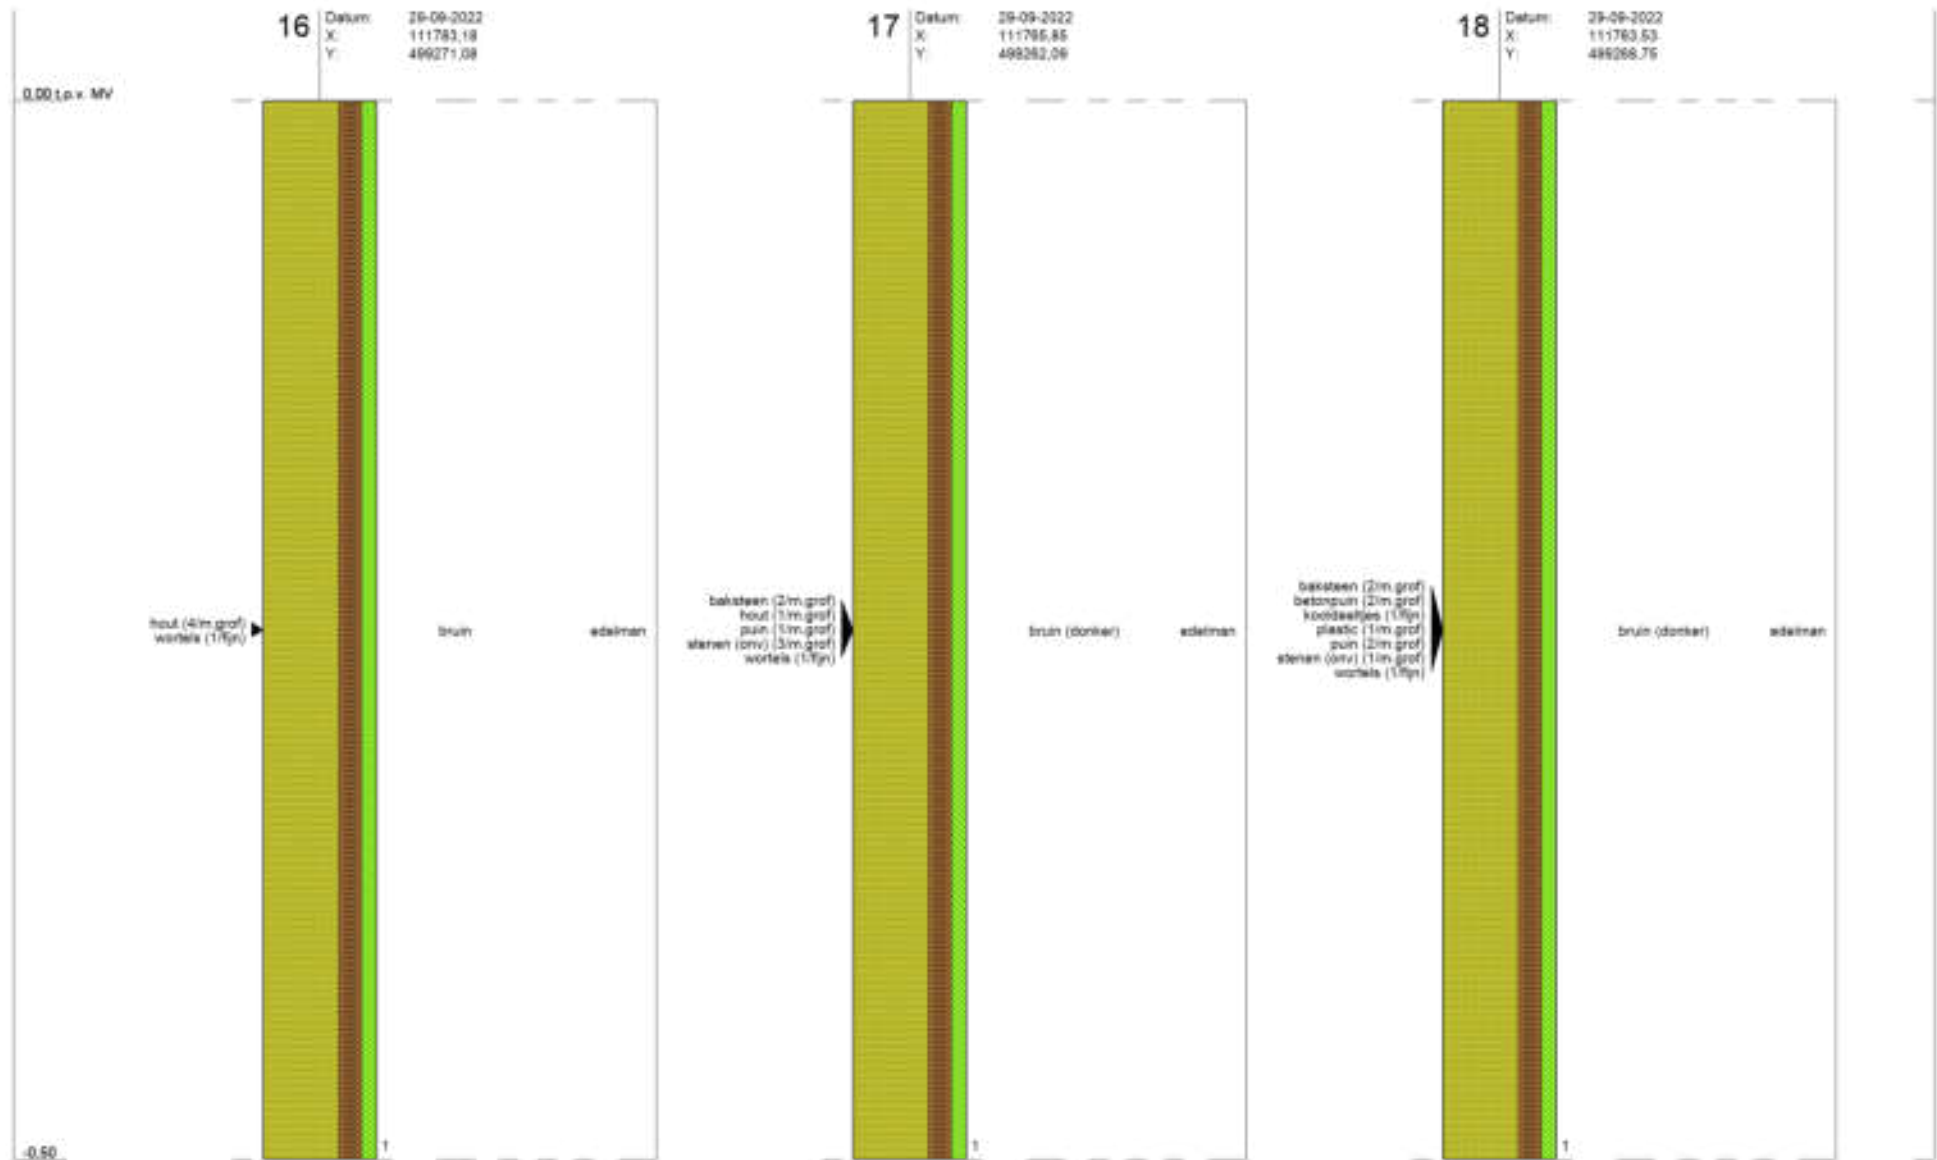 16
Datum: 29-09-2022
X: 111783,18
Y: 499271,08
17
Datum: 29-09-2022
X: 111765,85
Y: 499262,09
18
Datum: 29-09-2022
X: 111763,53
Y:
0,00 t.o.v. MV
hout (4/m.grof)
wortels (1/fijn)
bruin
edelman
baksteen (2/m.grof)
hout (1/m.grof)
puin (1/m.grof)
stenen (onv) (3/m.grof)
wortels (1/fijn)
bruin (donker)
edelman
baksteen (2/m.grof)
betonpuin (2/m.grof)
kooldeeltjes (1/fijn)
plastic (1/m.grof)
puin (2/m.grof)
stenen (onv) (1/m.grof)
wortels (1/fijn)
bruin (donker)
edelman
-0.50
1
1
1